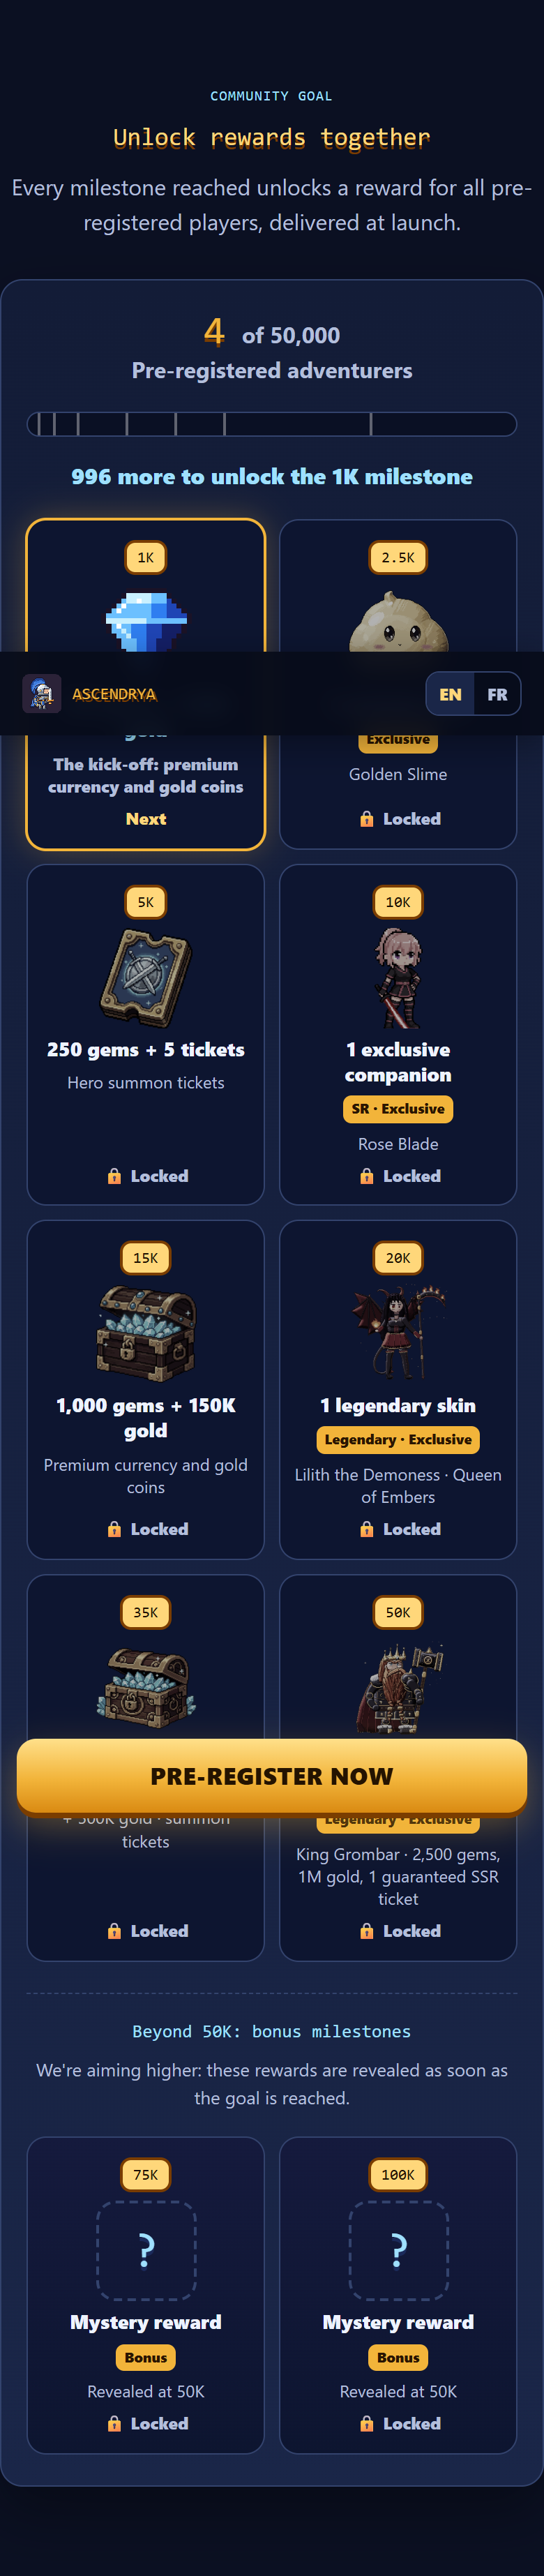 COMMUNITY GOAL
Unlock rewards together
Every milestone reached unlocks a reward for all pre-
registered players, delivered at launch.
4 of 50,000
Pre-registered adventurers
996 more to unlock the 1K milestone
1K
2.5K
ASCENDRYA
EN FR
gold
The kick-off: premium
currency and gold coins
Next
Exclusive
Golden Slime
Locked
5K
250 gems + 5 tickets
Hero summon tickets
Locked
10K
1 exclusive
companion
SR · Exclusive
Rose Blade
Locked
15K
1,000 gems + 150K
gold
Premium currency and gold
coins
Locked
20K
1 legendary skin
Legendary · Exclusive
Lilith the Demoness · Queen
of Embers
Locked
35K
50K
PRE-REGISTER NOW
+ 500K gold · summon
tickets
Locked
Legendary · Exclusive
King Grombar · 2,500 gems,
1M gold, 1 guaranteed SSR
ticket
Locked
Beyond 50K: bonus milestones
We're aiming higher: these rewards are revealed as soon as
the goal is reached.
75K
?
Mystery reward
Bonus
Revealed at 50K
Locked
100K
?
Mystery reward
Bonus
Revealed at 50K
Locked